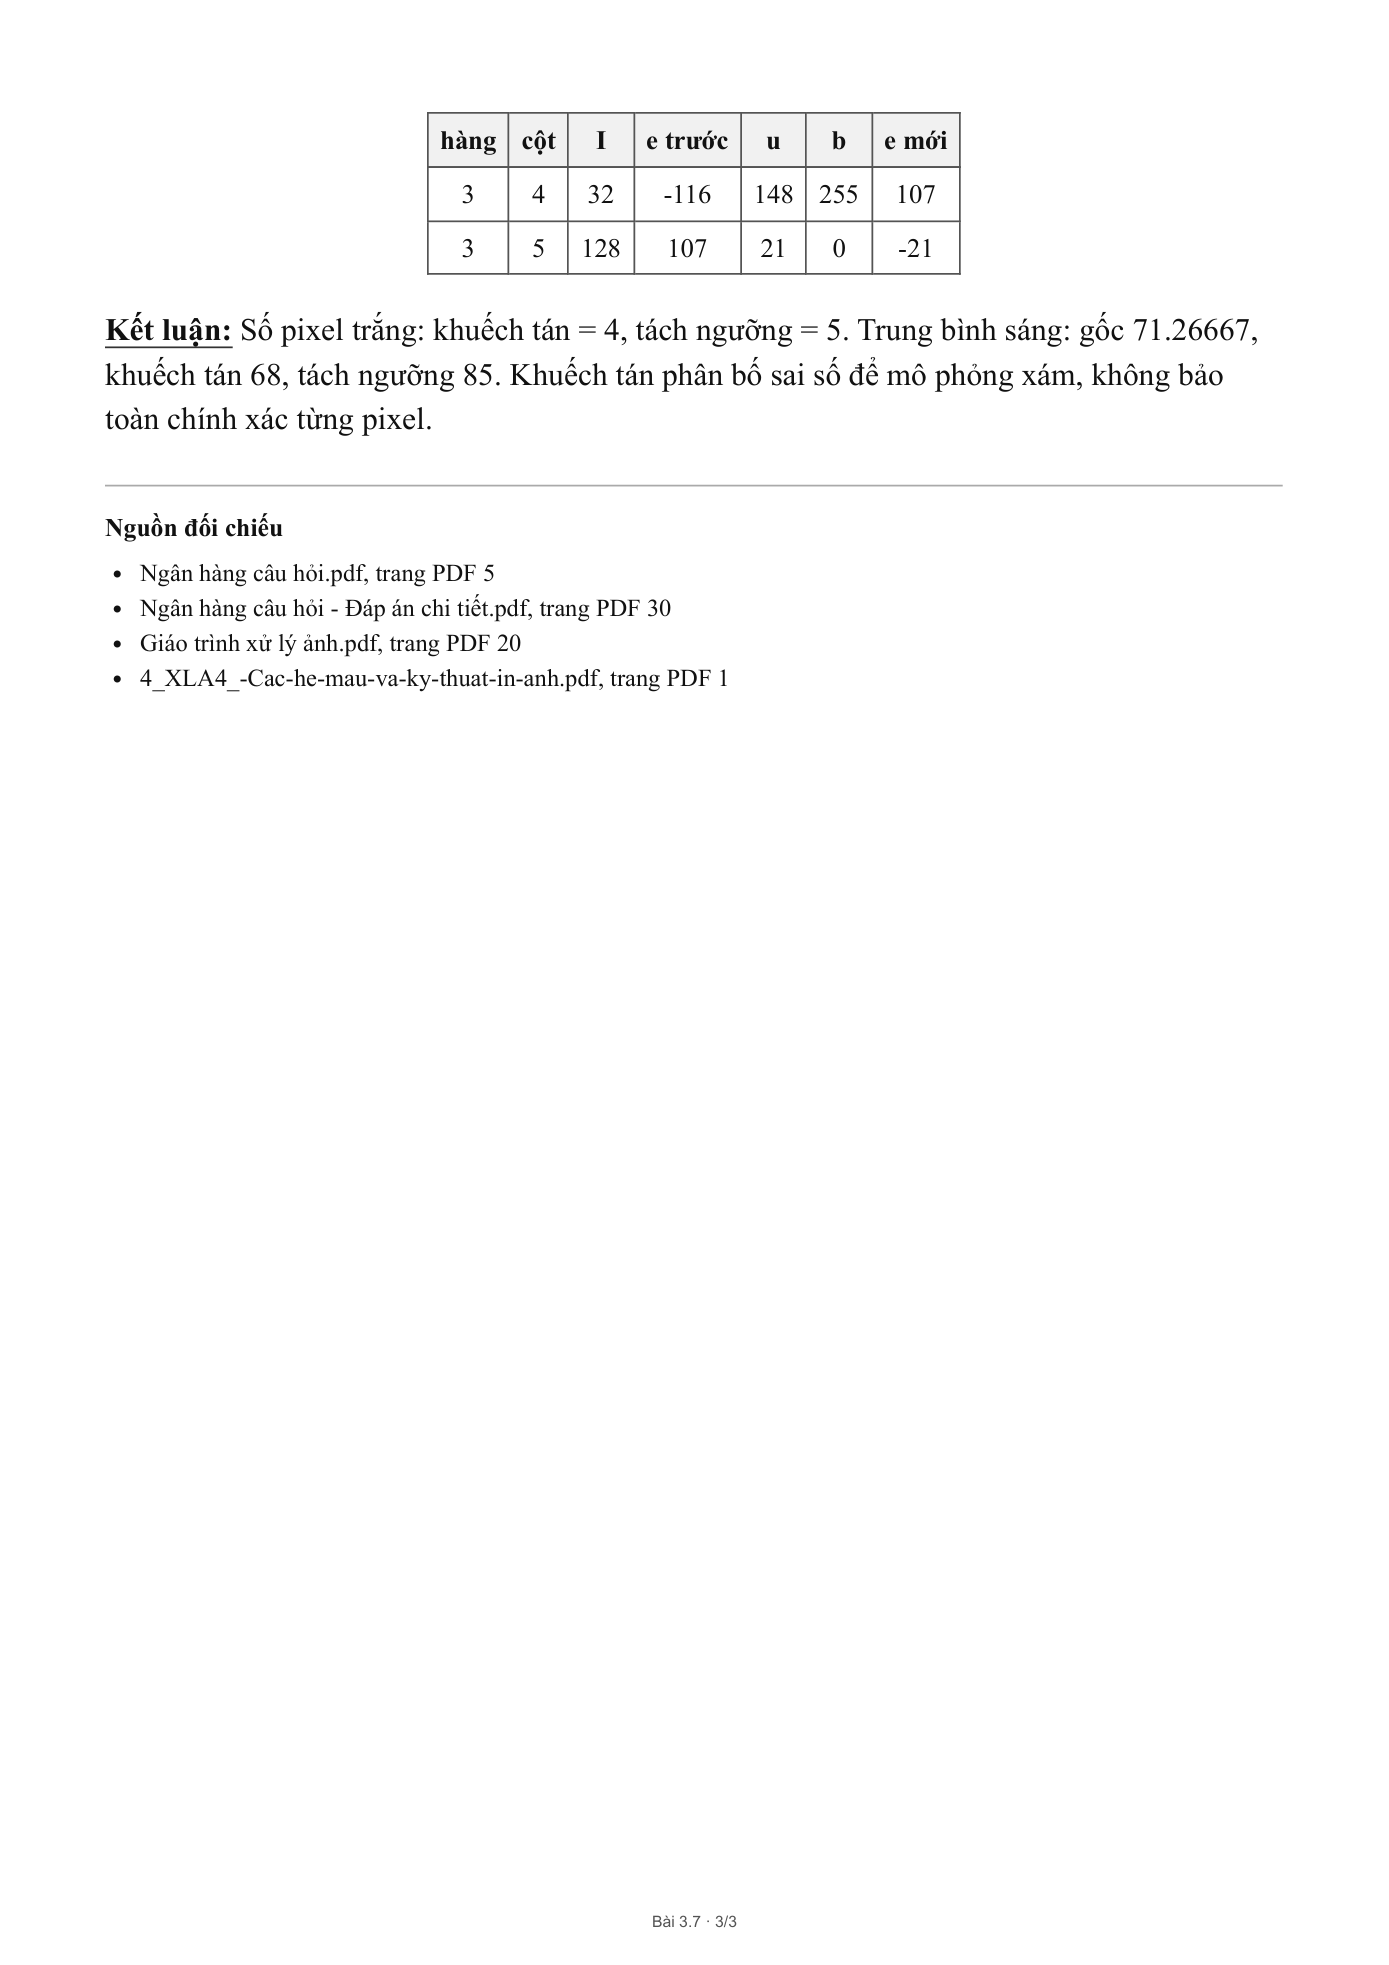 hàng cột I e trước u b e mới
3 4 32 -116 148 255 107
3 5 128 107 21 0 -21
Kết luận: Số pixel trắng: khuếch tán = 4, tách ngưỡng = 5. Trung bình sáng: gốc 71.26667,
khuếch tán 68, tách ngưỡng 85. Khuếch tán phân bố sai số để mô phỏng xám, không bảo
toàn chính xác từng pixel.
Nguồn đối chiếu
• Ngân hàng câu hỏi.pdf, trang PDF 5
• Ngân hàng câu hỏi - Đáp án chi tiết.pdf, trang PDF 30
• Giáo trình xử lý ảnh.pdf, trang PDF 20
• 4_XLA4_-Cac-he-mau-va-ky-thuat-in-anh.pdf, trang PDF 1
Bài 3.7 · 3/3